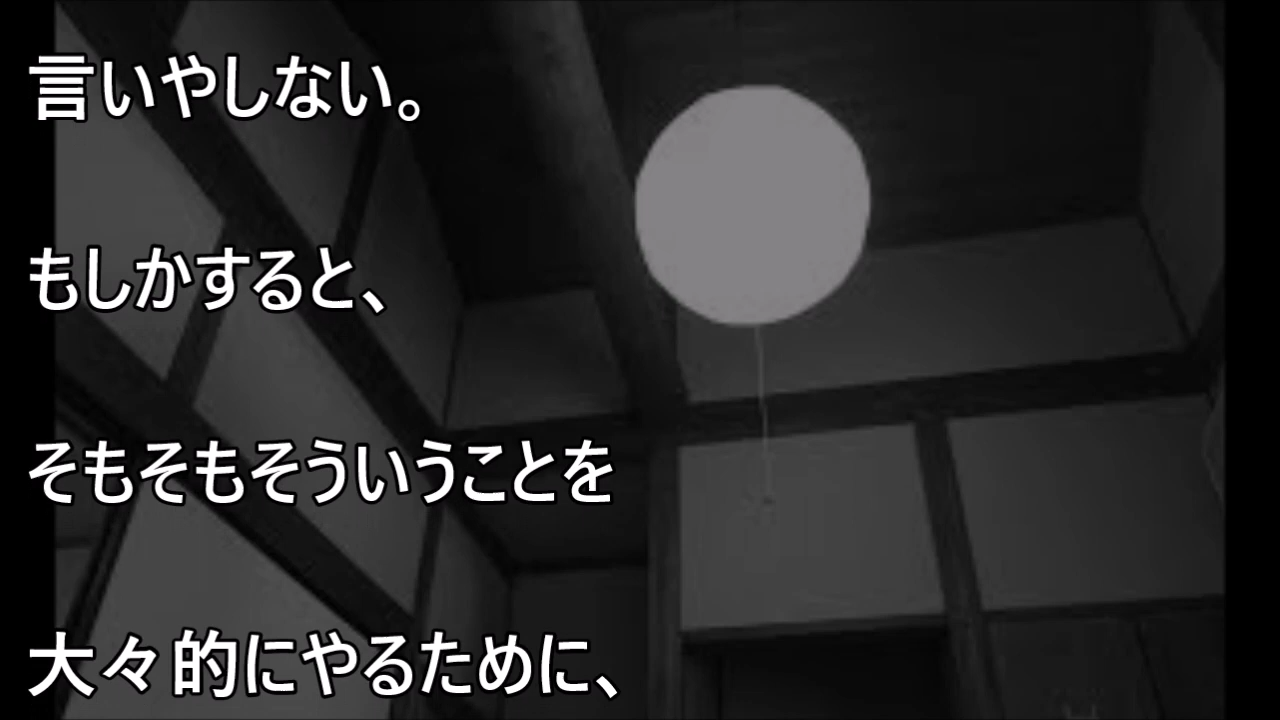 言いやしない。
もしかすると、
そもそもそういうことを
大々的にやるために、